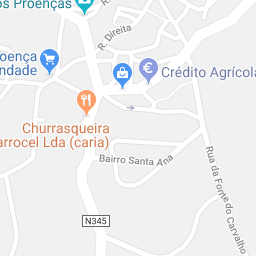 os Proenças
R. Direita
oença
ndade
Crédito Agrícola
Churrasqueira
arrocel Lda (caria)
Bairro Santa Ana
Rua da Fonte do Carvalho
N345